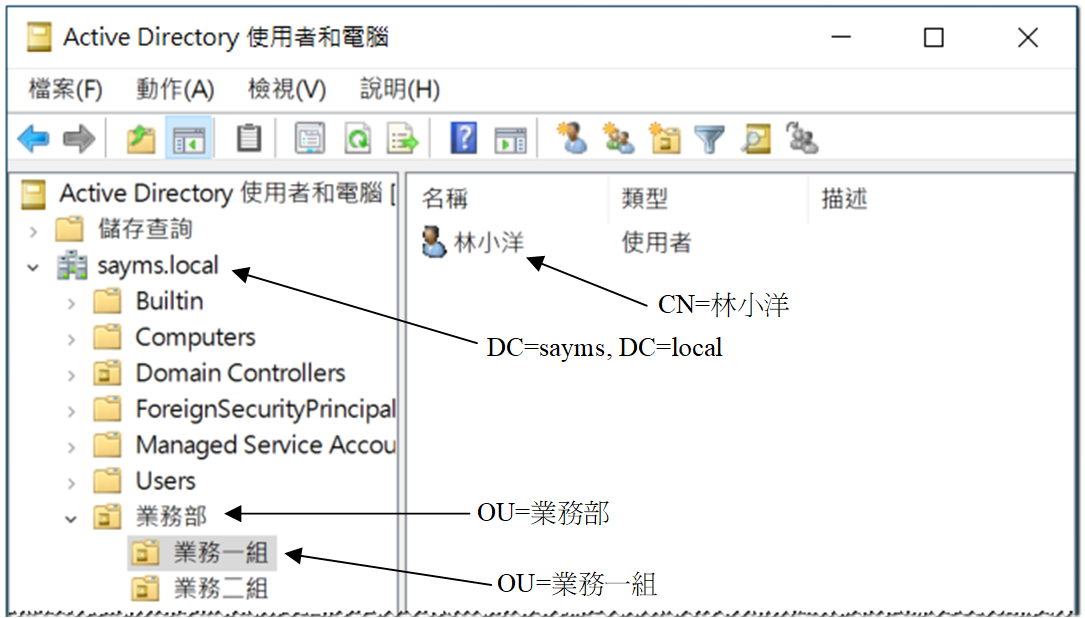 Active Directory 使用者和電腦
檔案(F) 動作(A) 檢視(V) 說明(H)
Active Directory 使用者和電腦 [
儲存查詢
sayms.local
Builtin
Computers
Domain Controllers
ForeignSecurityPrincipal
Managed Service Accou
Users
業務部
業務一組
業務二組
名稱 類型 描述
林小洋 使用者
CN=林小洋
DC=sayms, DC=local
OU=業務部
OU=業務一組